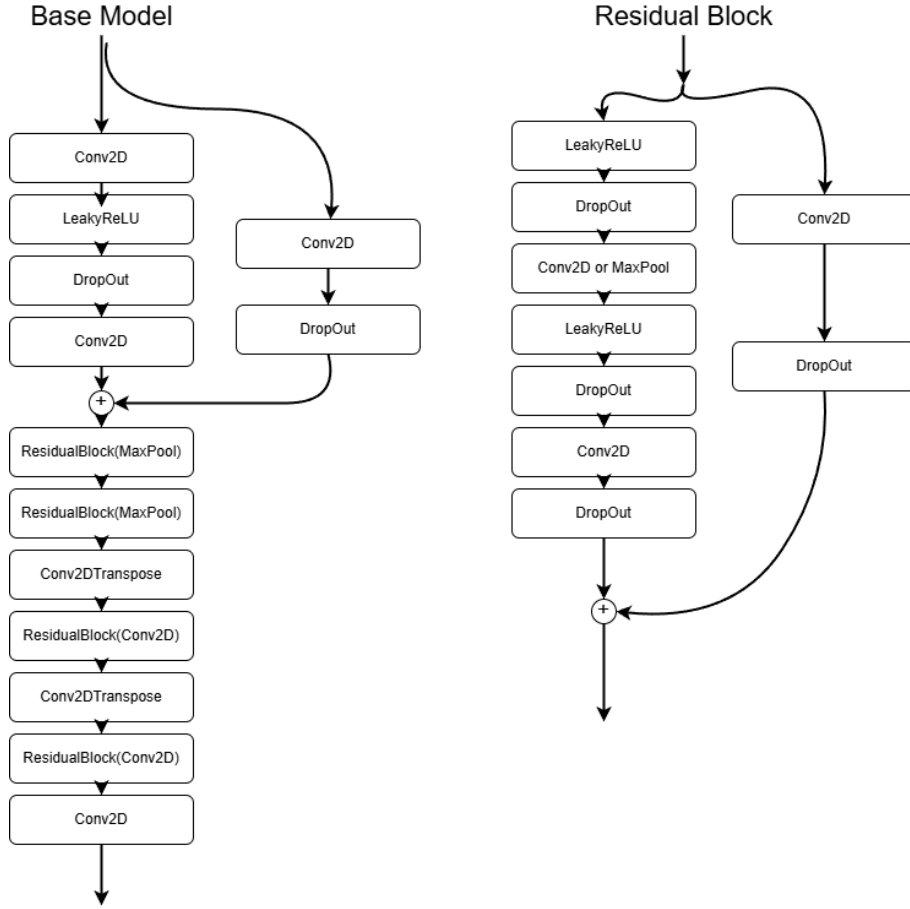 Base Model
Conv2D
LeakyReLU
DropOut
Conv2D
Conv2D
DropOut
+
ResidualBlock(MaxPool)
ResidualBlock(MaxPool)
Conv2DTranspose
ResidualBlock(Conv2D)
Conv2DTranspose
ResidualBlock(Conv2D)
Conv2D
Residual Block
LeakyReLU
DropOut
Conv2D or MaxPool
LeakyReLU
DropOut
Conv2D
DropOut
Conv2D
DropOut
+